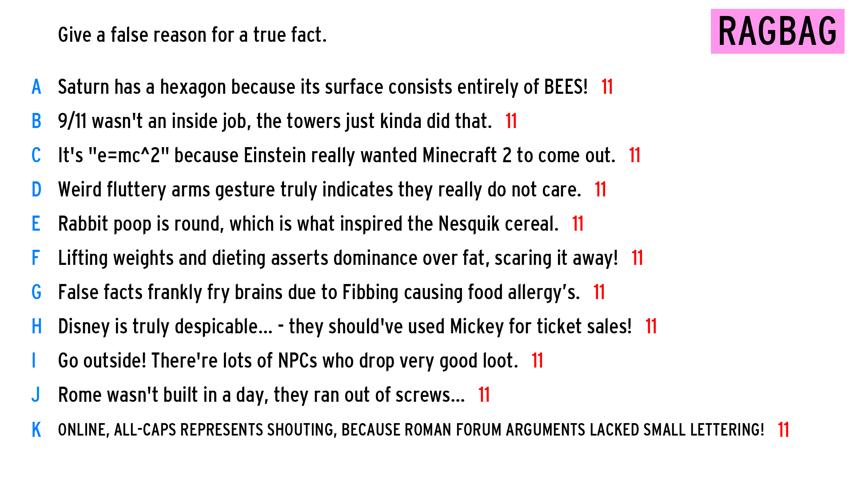 Give a false reason for a true fact.
RAGBAG
A Saturn has a hexagon because its surface consists entirely of BEES! 11
B 9/11 wasn't an inside job, the towers just kinda did that. 11
C It's "e=mc^2" because Einstein really wanted Minecraft 2 to come out. 11
D Weird fluttery arms gesture truly indicates they really do not care. 11
E Rabbit poop is round, which is what inspired the Nesquik cereal. 11
F Lifting weights and dieting asserts dominance over fat, scaring it away! 11
G False facts frankly fry brains due to Fibbing causing food allergy’s. 11
H Disney is truly despicable... - they should've used Mickey for ticket sales! 11
I Go outside! There're lots of NPCs who drop very good loot. 11
J Rome wasn't built in a day, they ran out of screws... 11
K ONLINE, ALL-CAPS REPRESENTS SHOUTING, BECAUSE ROMAN FORUM ARGUMENTS LACKED SMALL LETTERING! 11